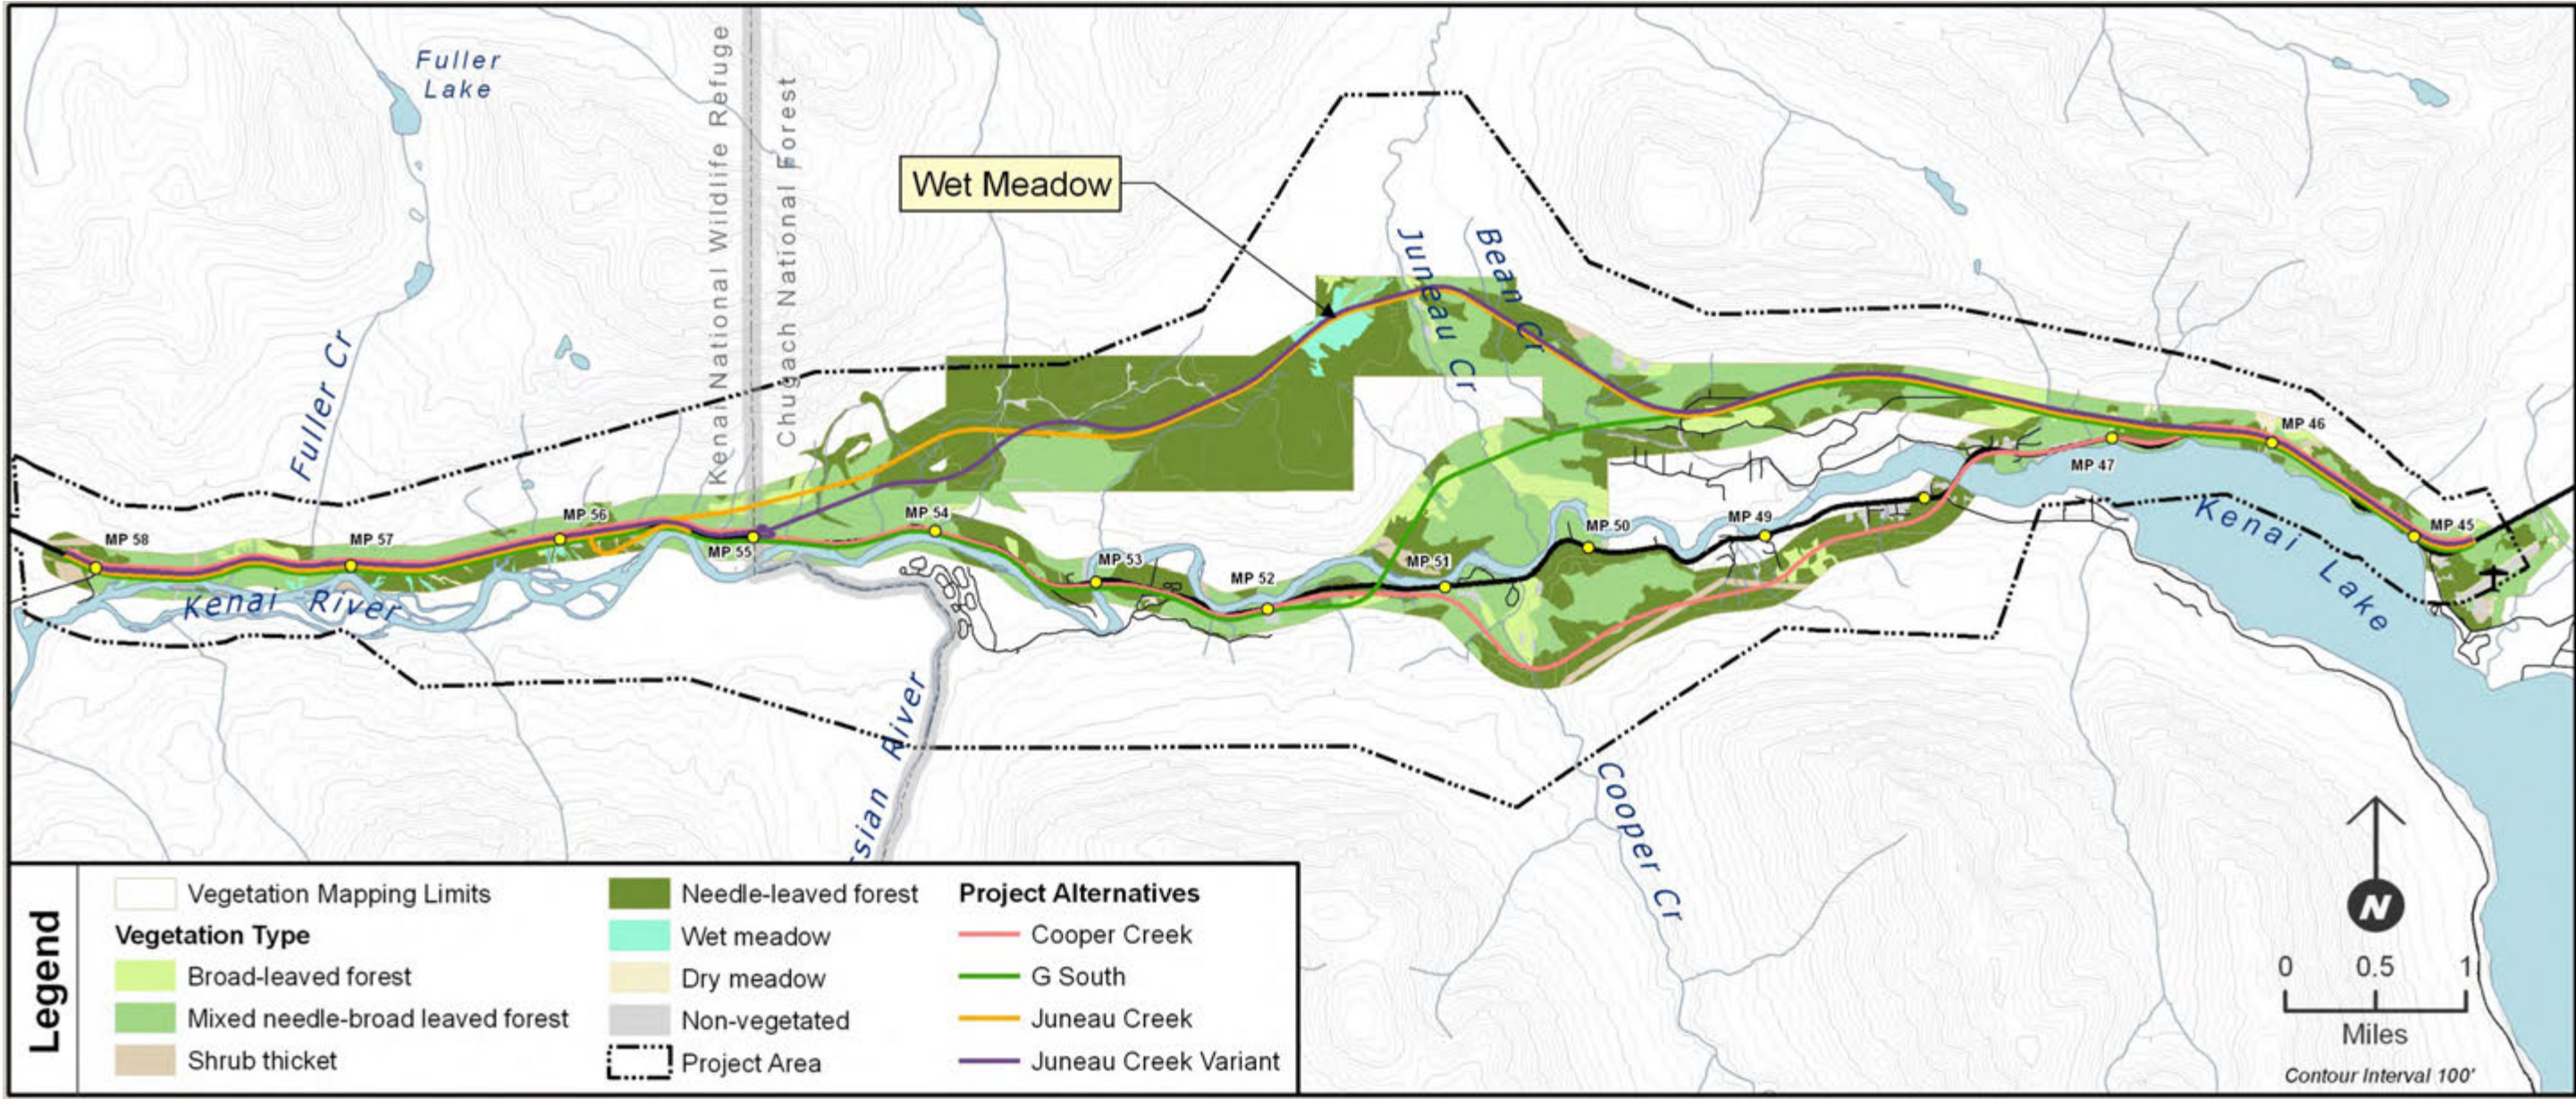 Fuller
Lake
Kenai National Wildlife Refuge
Chugach National Forest
Wet Meadow
Juneau Cr
Bean Cr
Fuller Cr
MP 58
MP 57
MP 56
MP 55
MP 54
MP 53
MP 52
MP 51
MP 50
MP 49
MP 47
MP 46
MP 45
Kenai River
Kenai Lake
ssian River
Cooper Cr
Legend
Vegetation Mapping Limits
Vegetation Type
Broad-leaved forest
Mixed needle-broad leaved forest
Shrub thicket
Needle-leaved forest
Wet meadow
Dry meadow
Non-vegetated
Project Area
Project Alternatives
Cooper Creek
G South
Juneau Creek
Juneau Creek Variant
N
0 0.5 1
Miles
Contour Interval 100'